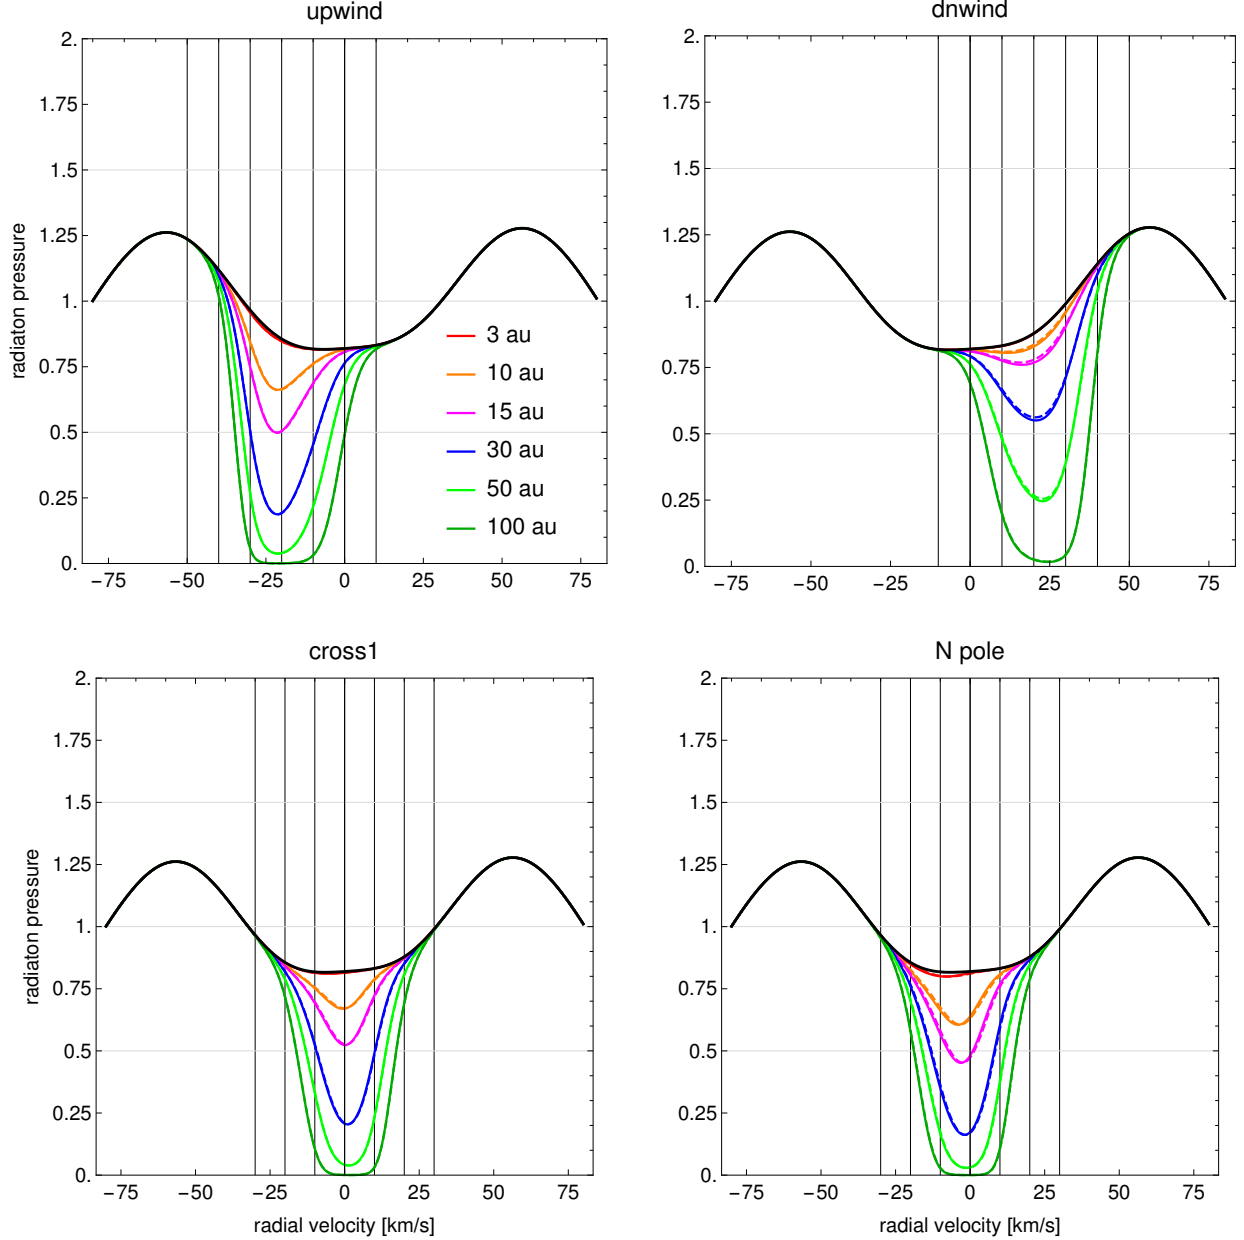 upwind
2.
1.75
1.5
1.25
1.
0.75
0.5
0.25
0.
radiaton pressure
3 au
10 au
15 au
30 au
50 au
100 au
−75 −50 −25 0 25 50 75
dnwind
2.
1.75
1.5
1.25
1.
0.75
0.5
0.25
0.
−75 −50 −25 0 25 50 75
cross1
2.
1.75
1.5
1.25
1.
0.75
0.5
0.25
0.
radiaton pressure
−75 −50 −25 0 25 50 75
radial velocity [km/s]
N pole
2.
1.75
1.5
1.25
1.
0.75
0.5
0.25
0.
−75 −50 −25 0 25 50 75
radial velocity [km/s]